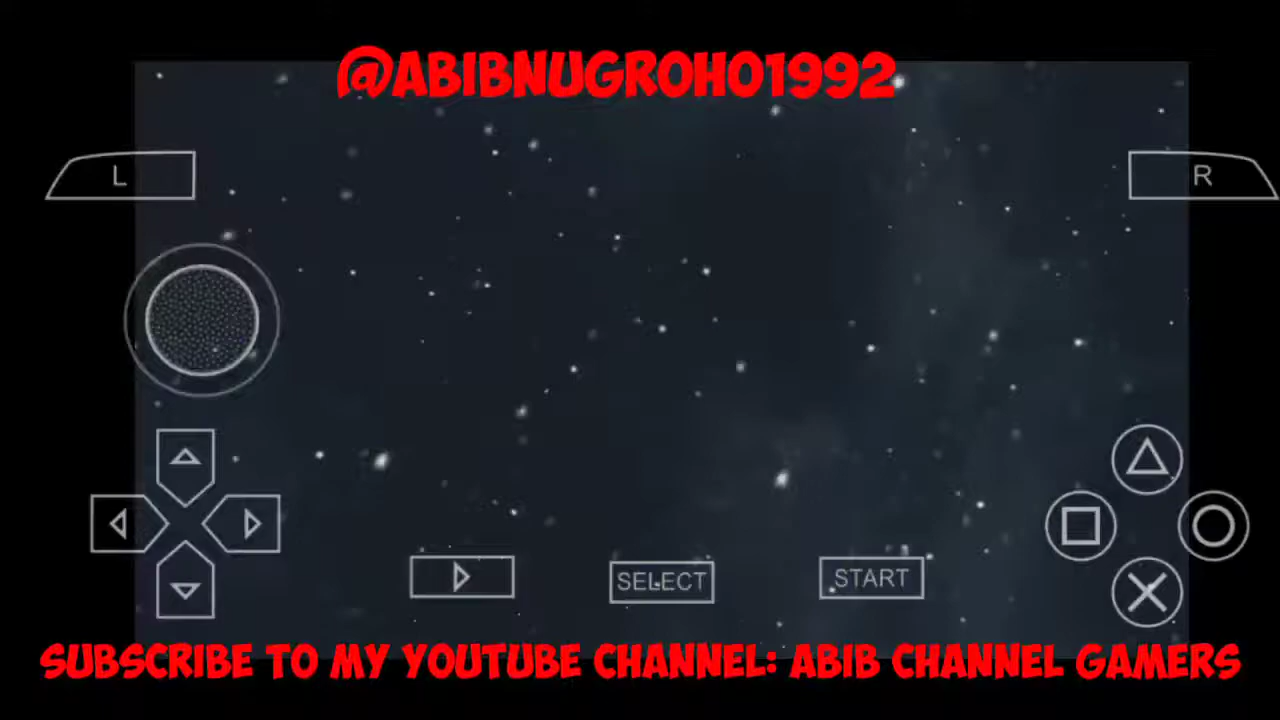 @ABIBNUGROHO1992
L
R
SELECT
START
SUBSCRIBE TO MY YOUTUBE CHANNEL: ABIB CHANNEL GAMERS